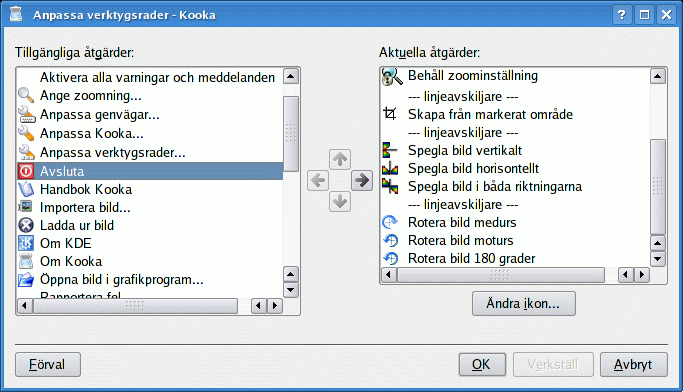 Anpassa verktygsrader - Kooka
Tillgängliga åtgärder:
Aktivera alla varningar och meddelanden
Ange zoomning...
Anpassa genvägar...
Anpassa Kooka...
Anpassa verktygsrader...
Avsluta
Handbok Kooka
Importera bild...
Ladda ur bild
Om KDE
Om Kooka
Öppna bild i grafikprogram...
Rapportera fel
Aktuella åtgärder:
Behåll zoominställning
--- linjeavskiljare ---
Skapa från markerat område
--- linjeavskiljare ---
Spegla bild vertikalt
Spegla bild horisontellt
Spegla bild i båda riktningarna
--- linjeavskiljare ---
Rotera bild medurs
Rotera bild moturs
Rotera bild 180 grader
Ändra ikon...
Förval
OK
Verkställ
Avbryt